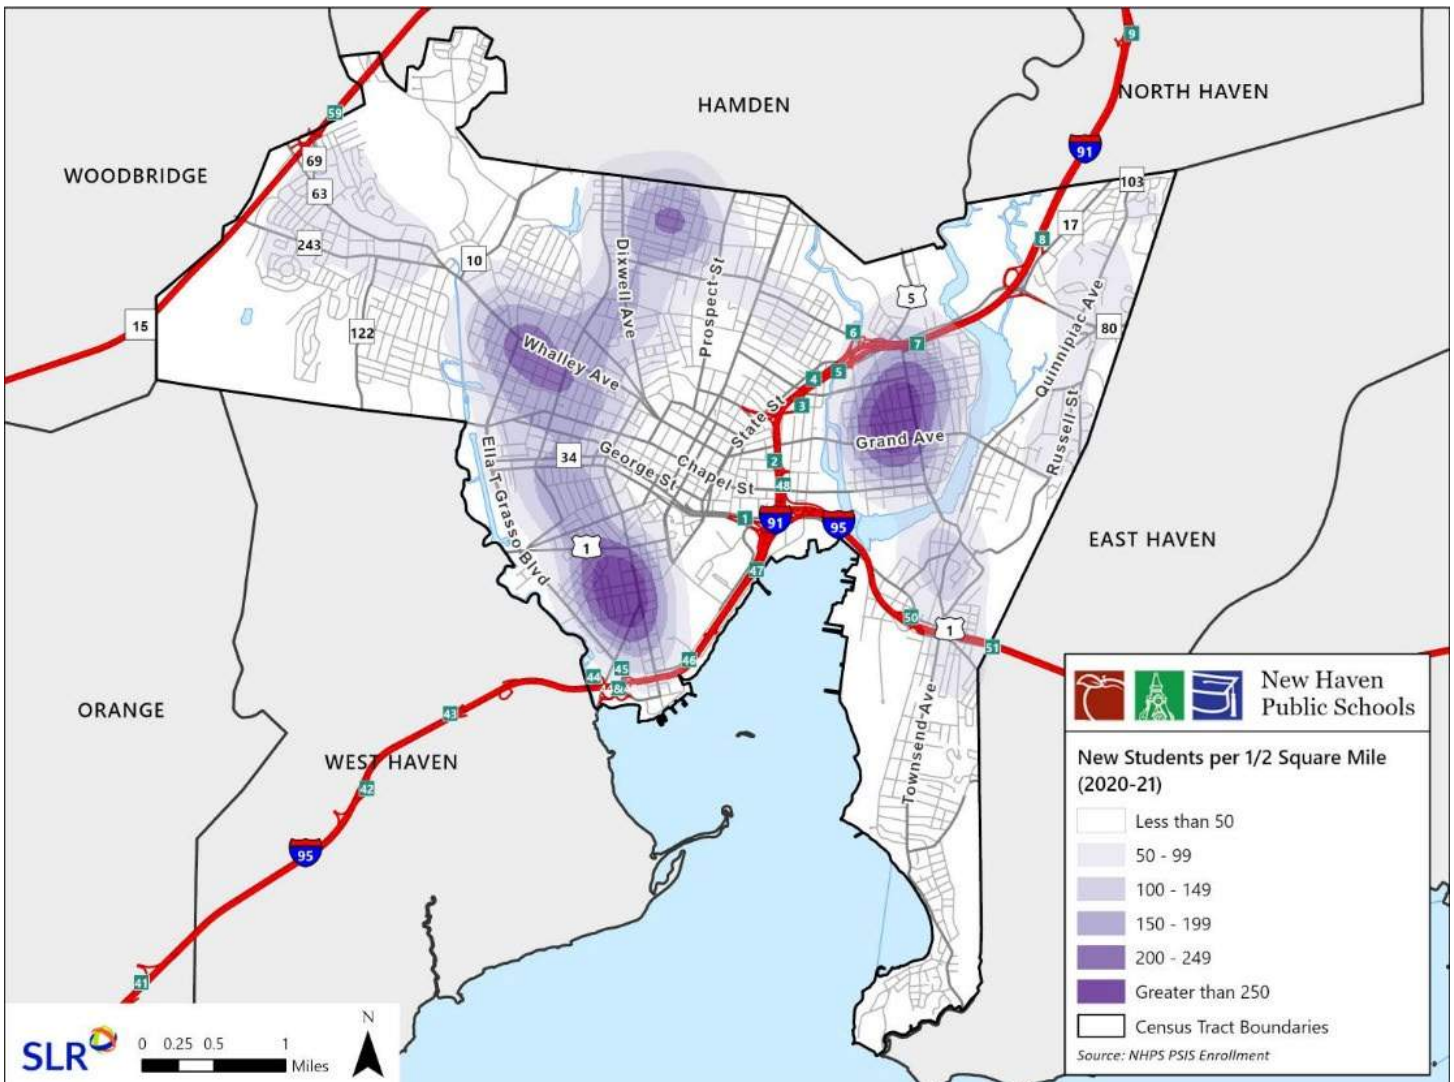 HAMDEN
NORTH HAVEN
WOODBRIDGE
ORANGE
WEST HAVEN
EAST HAVEN
9
59
91
69
63
103
17
243
10
8
5
15
122
80
6
7
4
5
3
2
48
1
91
95
1
47
50
1
51
46
45
44
43
42
95
41
34
Dixwell Ave
Prospect St
Whalley Ave
State St
Quinnipiac Ave
Russell St
Grand Ave
George St
Chapel St
Ella T Grasso Blvd
Townsend Ave
New Haven
Public Schools
New Students per 1/2 Square Mile
(2020-21)
Less than 50
50 - 99
100 - 149
150 - 199
200 - 249
Greater than 250
Census Tract Boundaries
Source: NHPS PSIS Enrollment
SLR
0 0.25 0.5 1
Miles
N